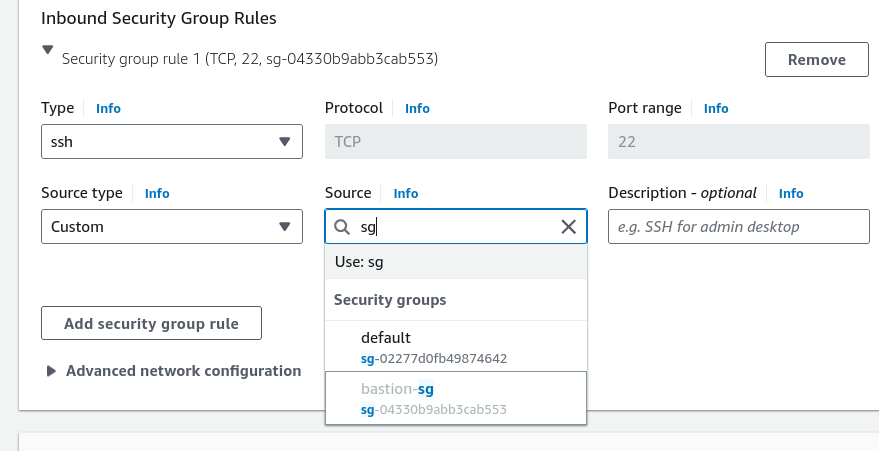 Inbound Security Group Rules
Security group rule 1 (TCP, 22, sg-04330b9abb3cab553)
Remove
Type Info
Protocol Info
Port range Info
ssh
TCP
22
Source type Info
Source Info
Description - optional Info
Custom
sg
e.g. SSH for admin desktop
Use: sg
Security groups
default
sg-02277d0fb49874642
bastion-sg
sg-04330b9abb3cab553
Add security group rule
Advanced network configuration